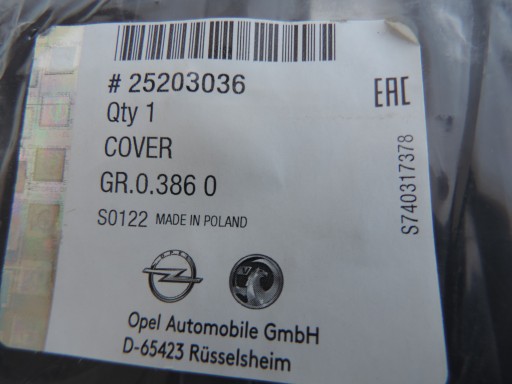 # 25203036
Qty 1
COVER
GR.0.386 0
S0122 MADE IN POLAND
EAC
S740317378
OPEL
Opel Automobile GmbH
D-65423 Rüsselsheim